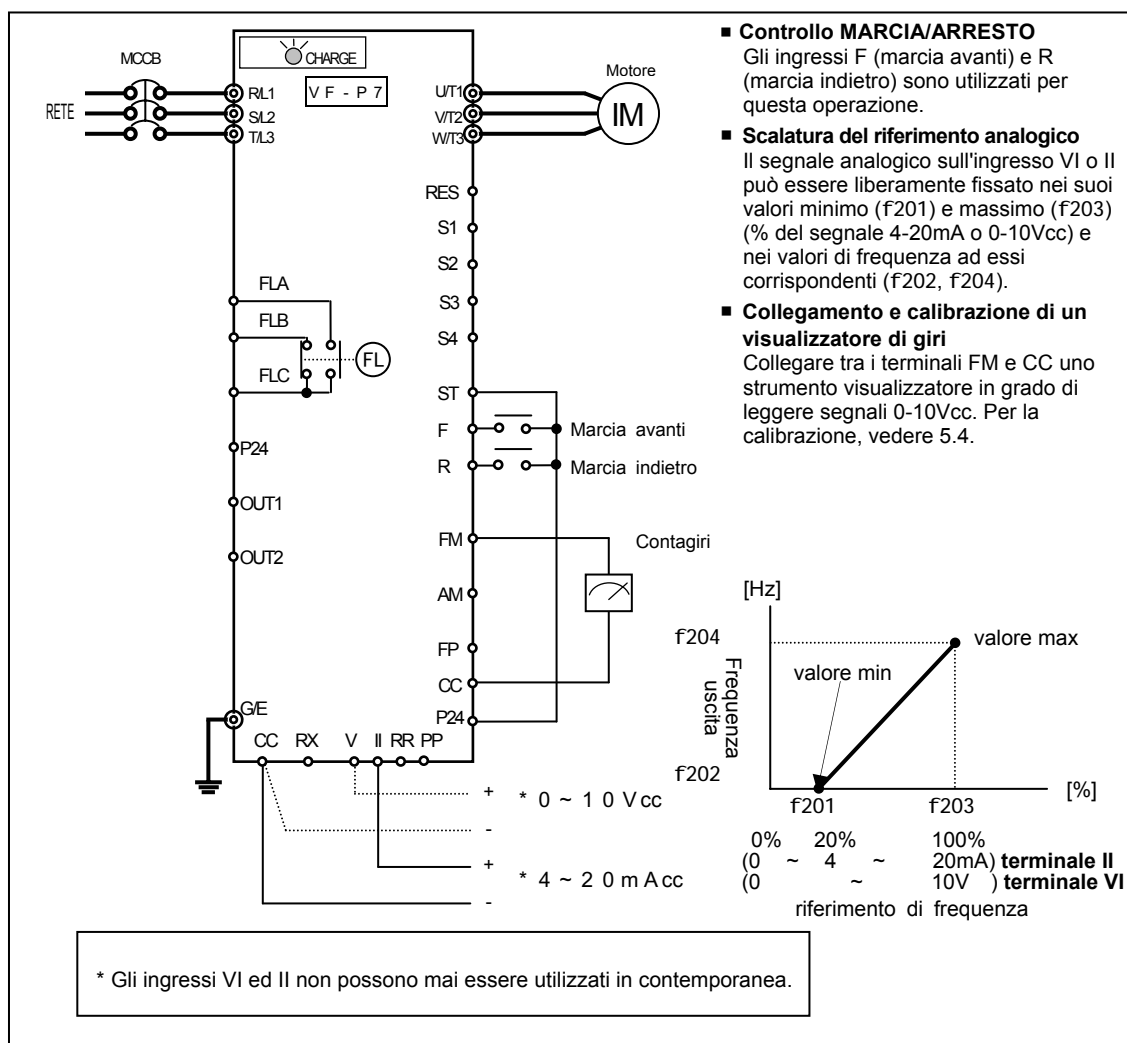 CHARGE
VF-P7
MCCB
RETE
R/L1
S/L2
T/L3
U/T1
V/T2
W/T3
Motore
IM
RES
S1
S2
S3
S4
ST
F
R
Marcia avanti
Marcia indietro
FLA
FLB
FLC
FL
P24
OUT1
OUT2
FM
AM
FP
CC
P24
Contagiri
G/E
CC RX V II RR PP
+
* 0 ~ 1 0 Vcc
-
+
* 4 ~ 2 0 m A cc
-
■ Controllo MARCIA/ARRESTO
Gli ingressi F (marcia avanti) e R
(marcia indietro) sono utilizzati per
questa operazione.
■ Scalatura del riferimento analogico
Il segnale analogico sull'ingresso VI o II
può essere liberamente fissato nei suoi
valori minimo (f201) e massimo (f203)
(% del segnale 4-20mA o 0-10Vcc) e
nei valori di frequenza ad essi
corrispondenti (f202, f204).
■ Collegamento e calibrazione di un
visualizzatore di giri
Collegare tra i terminali FM e CC uno
strumento visualizzatore in grado di
leggere segnali 0-10Vcc. Per la
calibrazione, vedere 5.4.
[Hz]
f204
valore max
valore min
Frequenza
uscita
f202
[%]
f201 f203
0% 20% 100%
(0 ~ 4 ~ 20mA) terminale II
(0 ~ 10V ) terminale VI
riferimento di frequenza
* Gli ingressi VI ed II non possono mai essere utilizzati in contemporanea.